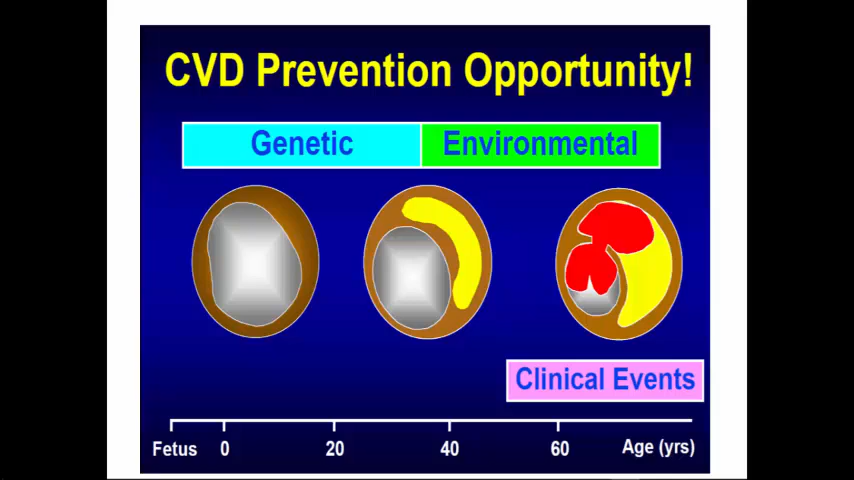 CVD Prevention Opportunity!
Genetic Environmental
Clinical Events
Fetus 0 20 40 60 Age (yrs)